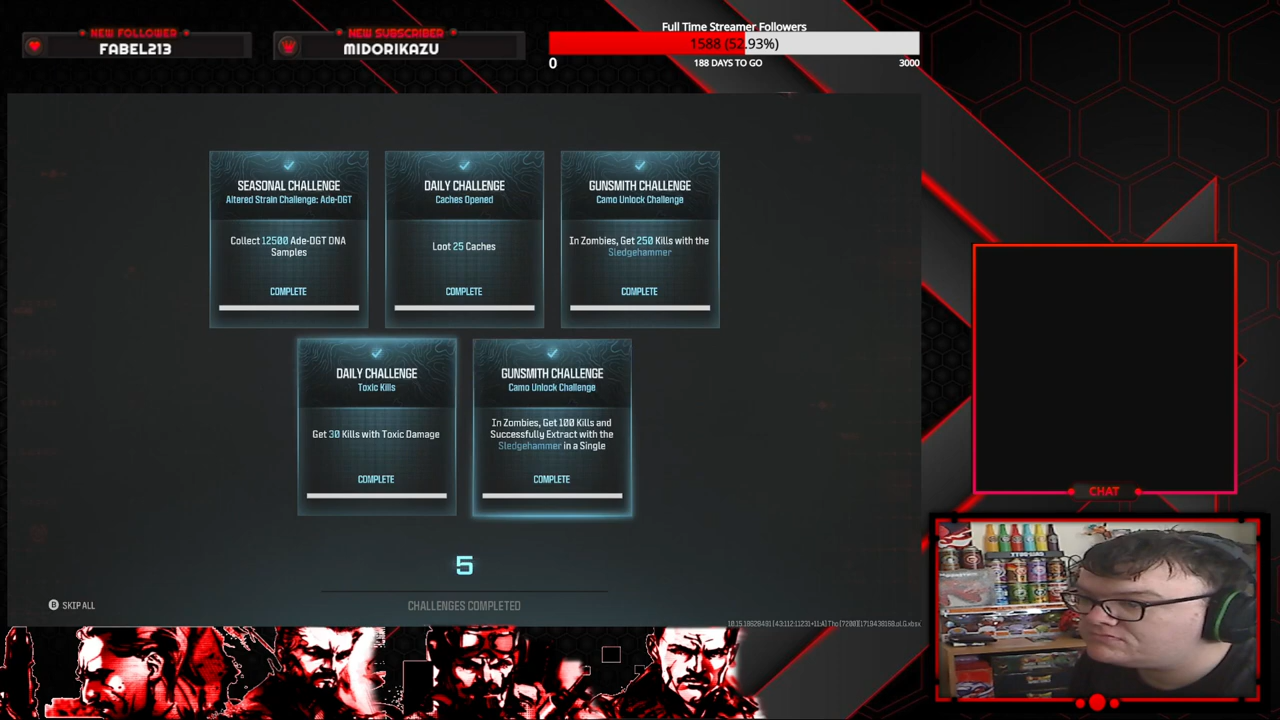 NEW FOLLOWER
FABEL213
NEW SUBSCRIBER
MIDORIKAZU
Full Time Streamer Followers
1588 (52.93%)
0
188 DAYS TO GO
3000
SEASONAL CHALLENGE
Altered Strain Challenge: Ade-DGT
Collect 12500 Ade-DGT DNA
Samples
COMPLETE
DAILY CHALLENGE
Caches Opened
Loot 25 Caches
COMPLETE
GUNSMITH CHALLENGE
Camo Unlock Challenge
In Zombies, Get 250 Kills with the
Sledgehammer
COMPLETE
DAILY CHALLENGE
Toxic Kills
Get 30 Kills with Toxic Damage
COMPLETE
GUNSMITH CHALLENGE
Camo Unlock Challenge
In Zombies, Get 100 Kills and
Successfully Extract with the
Sledgehammer in a Single
COMPLETE
5
CHALLENGES COMPLETED
B SKIP ALL
CHAT